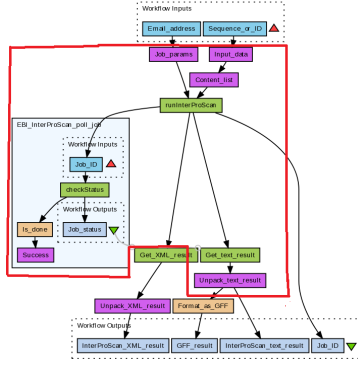 Workflow Inputs
Email_address
Sequence_or_ID
Job_params
Input_data
Content_list
runInterProScan
EBI_InterProScan_poll_job
Workflow Inputs
Job_ID
checkStatus
Workflow Outputs
Is_done
Job_status
Success
Get_XML_result
Get_text_result
Unpack_text_result
Unpack_XML_result
Format_as_GFF
Workflow Outputs
InterProScan_XML_result
GFF_result
InterProScan_text_result
Job_ID